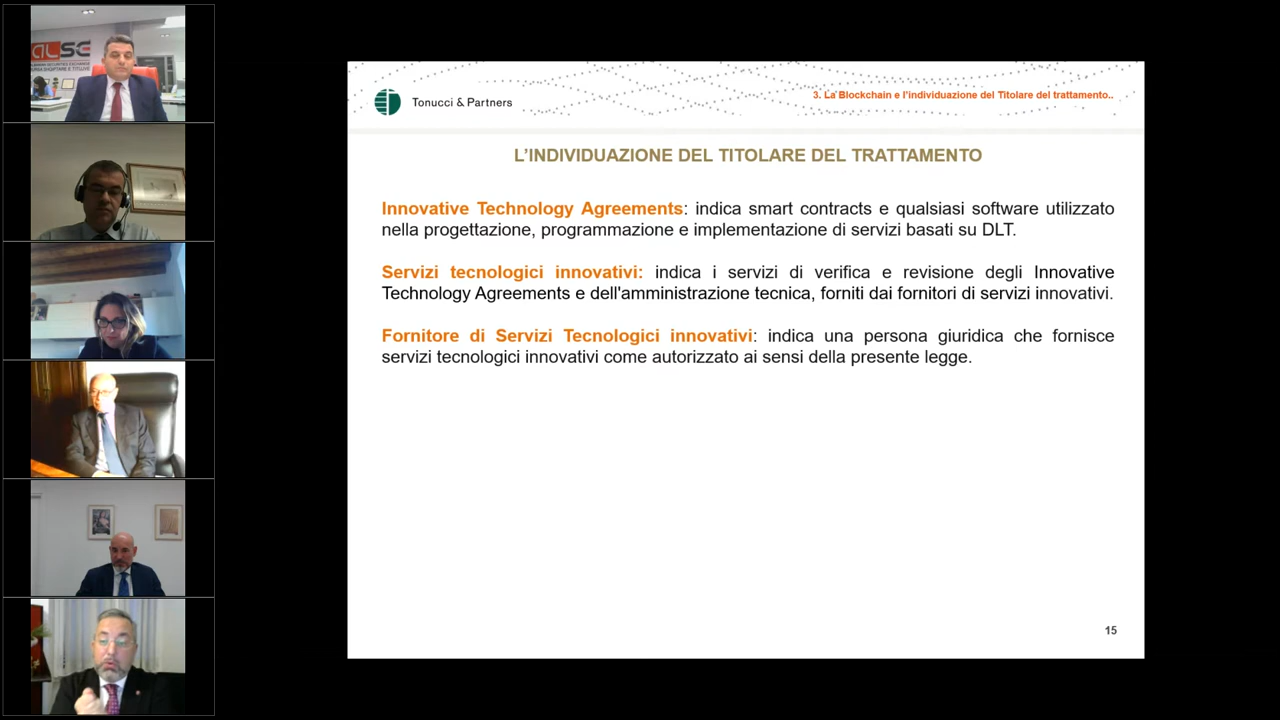 ALSE
ALBANIAN SECURITIES EXCHANGE
Tonucci & Partners
3. La Blockchain e l'individuazione del Titolare del trattamento..
L'INDIVIDUAZIONE DEL TITOLARE DEL TRATTAMENTO
Innovative Technology Agreements: indica smart contracts e qualsiasi software utilizzato
nella progettazione, programmazione e implementazione di servizi basati su DLT.
Servizi tecnologici innovativi: indica i servizi di verifica e revisione degli Innovative
Technology Agreements e dell'amministrazione tecnica, forniti dai fornitori di servizi innovativi.
Fornitore di Servizi Tecnologici innovativi: indica una persona giuridica che fornisce
servizi tecnologici innovativi come autorizzato ai sensi della presente legge.
15